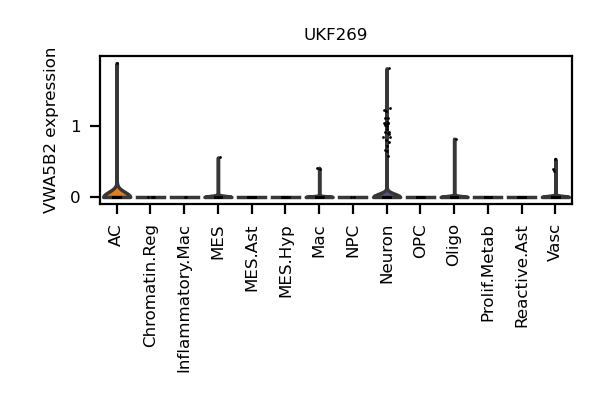 UKF269
VWA5B2 expression
1
0
AC
Chromatin.Reg
Inflammatory.Mac
MES
MES.Ast
MES.Hyp
Mac
NPC
Neuron
OPC
Oligo
Prolif.Metab
Reactive.Ast
Vasc